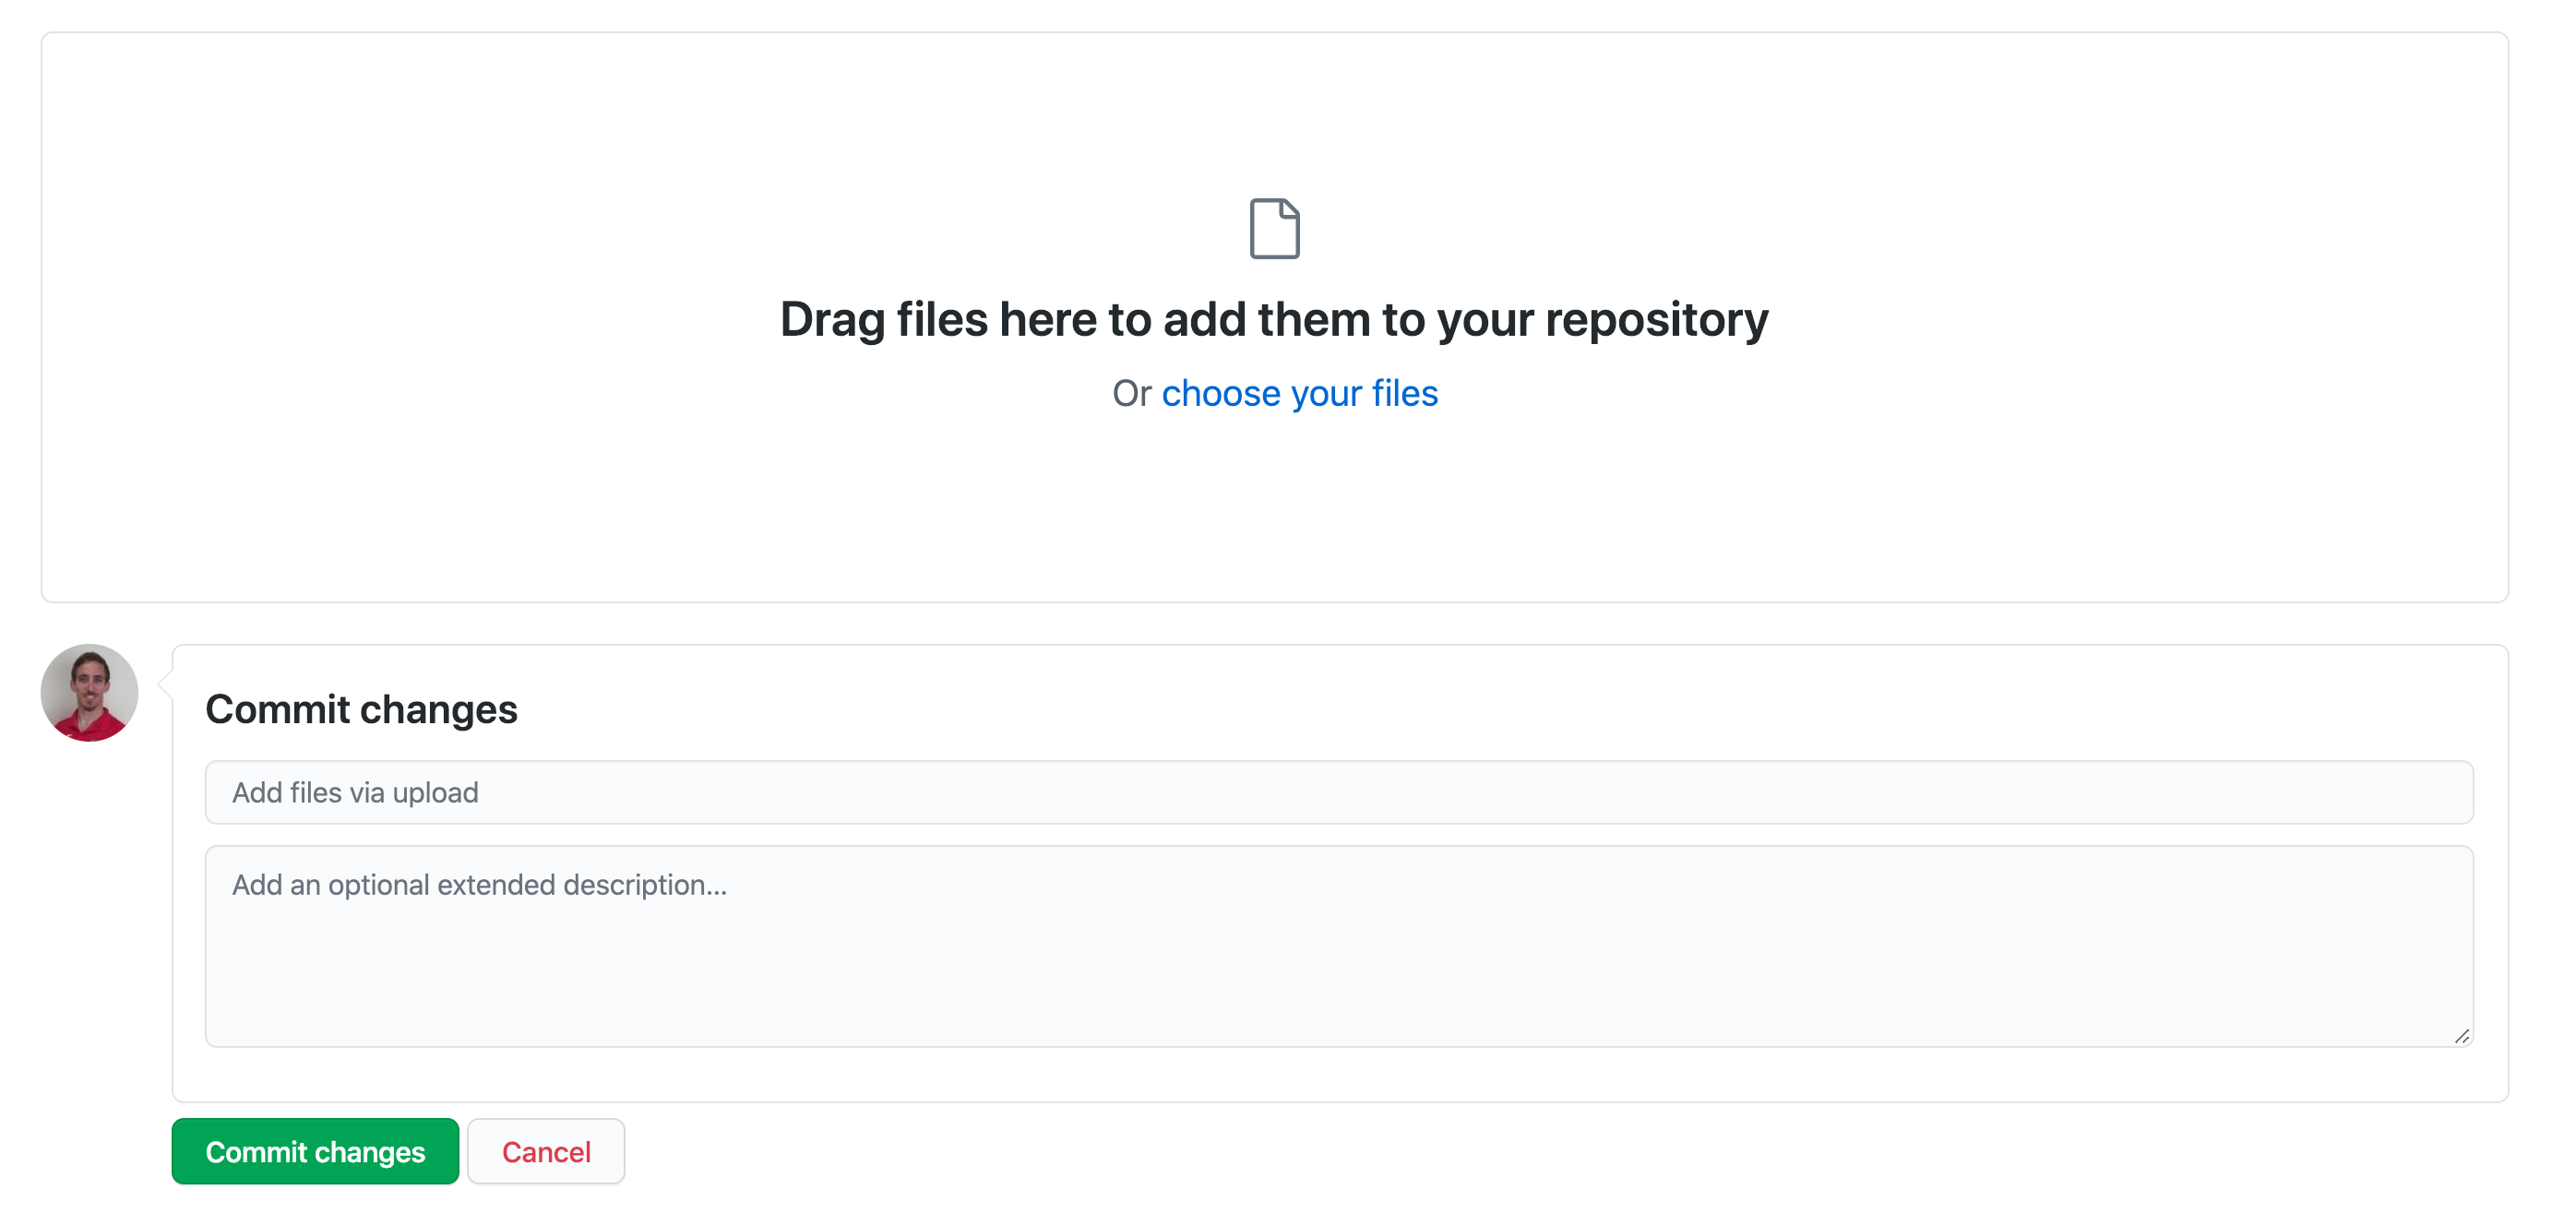 Drag files here to add them to your repository
Or choose your files
Commit changes
Add files via upload
Add an optional extended description...
Commit changes
Cancel